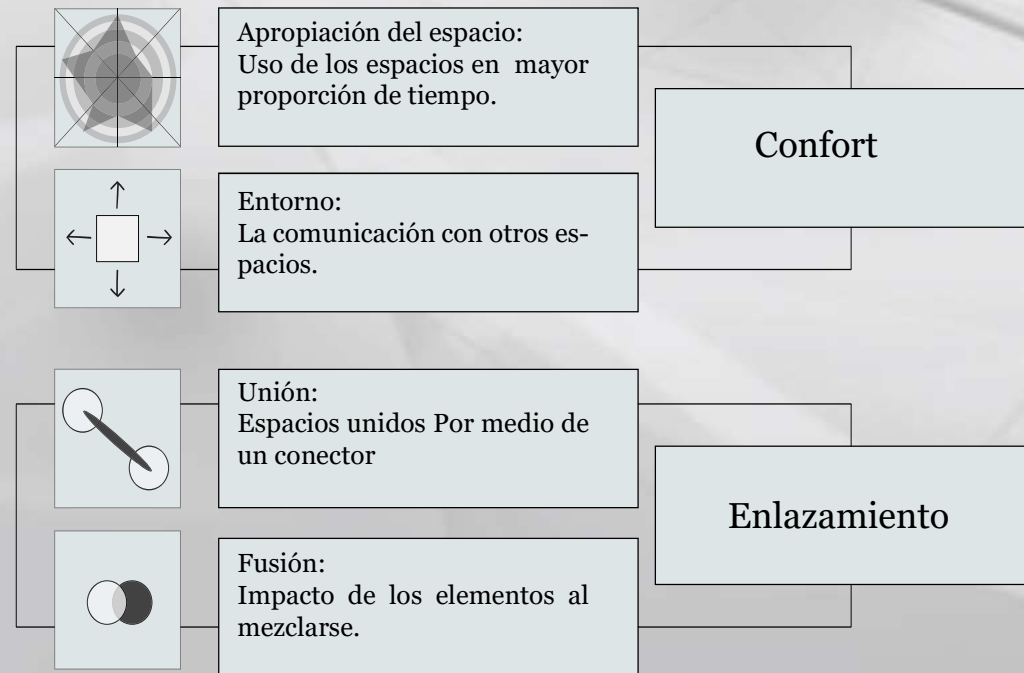 Apropiación del espacio:
Uso de los espacios en mayor
proporción de tiempo.
Confort
Entorno:
La comunicación con otros es-
pacios.
Unión:
Espacios unidos Por medio de
un conector
Enlazamiento
Fusión:
Impacto de los elementos al
mezclarse.